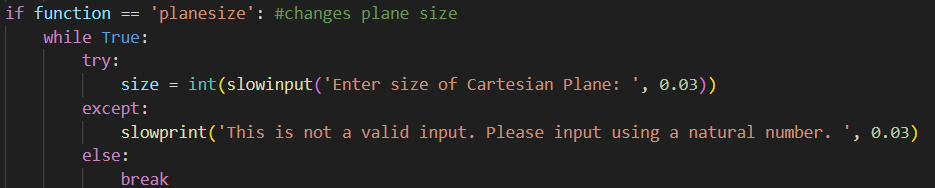 if function == 'planesize': #changes plane size
    while True:
        try:
            size = int(slowinput('Enter size of Cartesian Plane: ', 0.03))
        except:
            slowprint('This is not a valid input. Please input using a natural number. ', 0.03)
        else:
            break